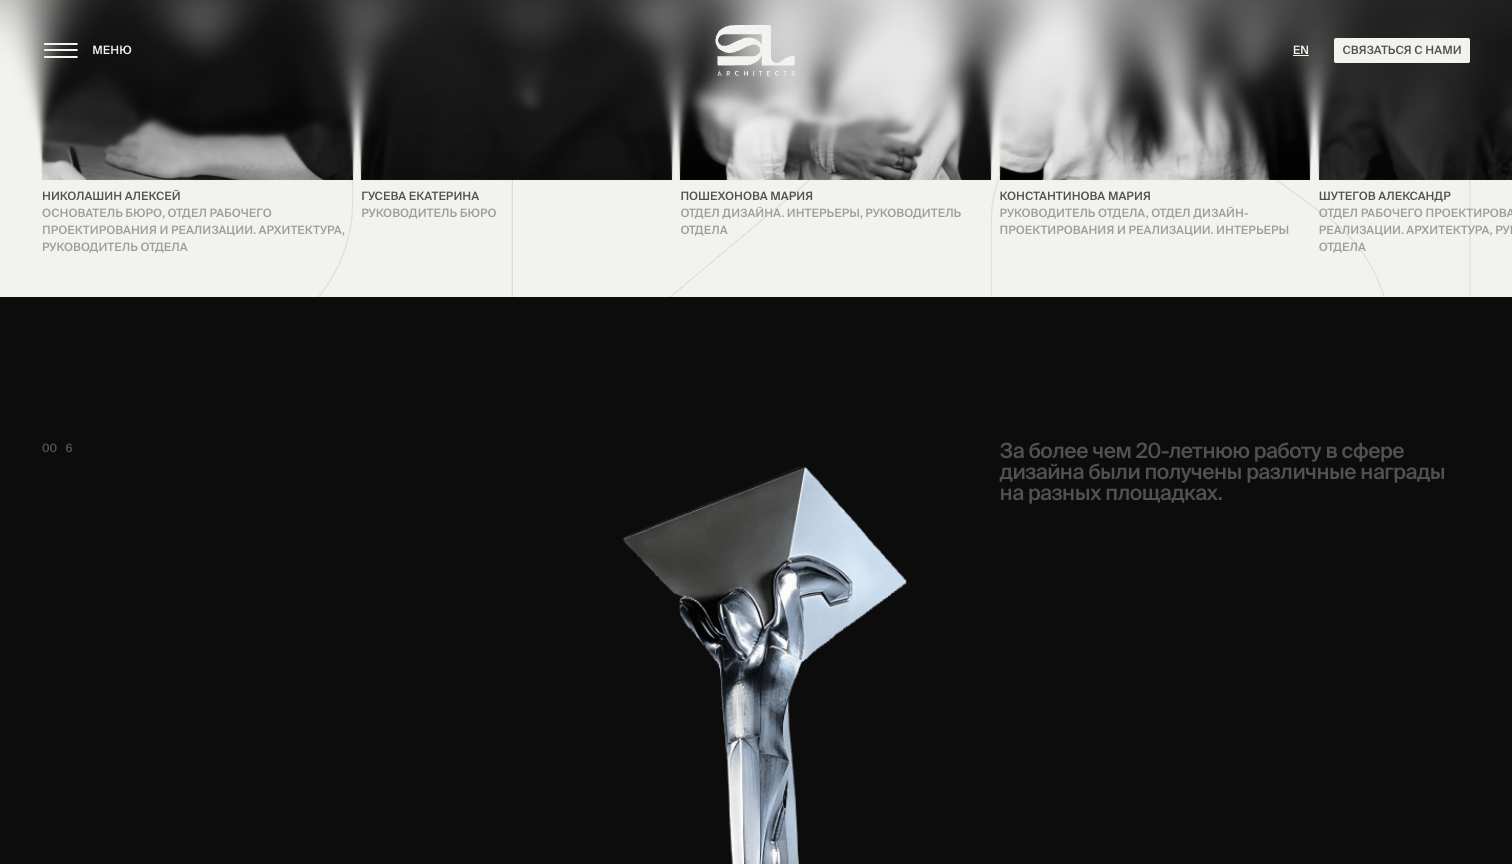 МЕНЮ
SL
ARCHITECTS
EN
СВЯЗАТЬСЯ С НАМИ
НИКОЛАШИН АЛЕКСЕЙ
ОСНОВАТЕЛЬ БЮРО, ОТДЕЛ РАБОЧЕГО
ПРОЕКТИРОВАНИЯ И РЕАЛИЗАЦИИ. АРХИТЕКТУРА,
РУКОВОДИТЕЛЬ ОТДЕЛА
ГУСЕВА ЕКАТЕРИНА
РУКОВОДИТЕЛЬ БЮРО
ПОШЕХОНОВА МАРИЯ
ОТДЕЛ ДИЗАЙНА. ИНТЕРЬЕРЫ, РУКОВОДИТЕЛЬ
ОТДЕЛА
КОНСТАНТИНОВА МАРИЯ
РУКОВОДИТЕЛЬ ОТДЕЛА, ОТДЕЛ ДИЗАЙН-
ПРОЕКТИРОВАНИЯ И РЕАЛИЗАЦИИ. ИНТЕРЬЕРЫ
ШУТЕГОВ АЛЕКСАНДР
ОТДЕЛ РАБОЧЕГО
РЕАЛИЗАЦИИ. АРХИТЕКТУРА,
ОТДЕЛА
00 6
За более чем 20-летнюю работу в сфере
дизайна были получены различные награды
на разных площадках.